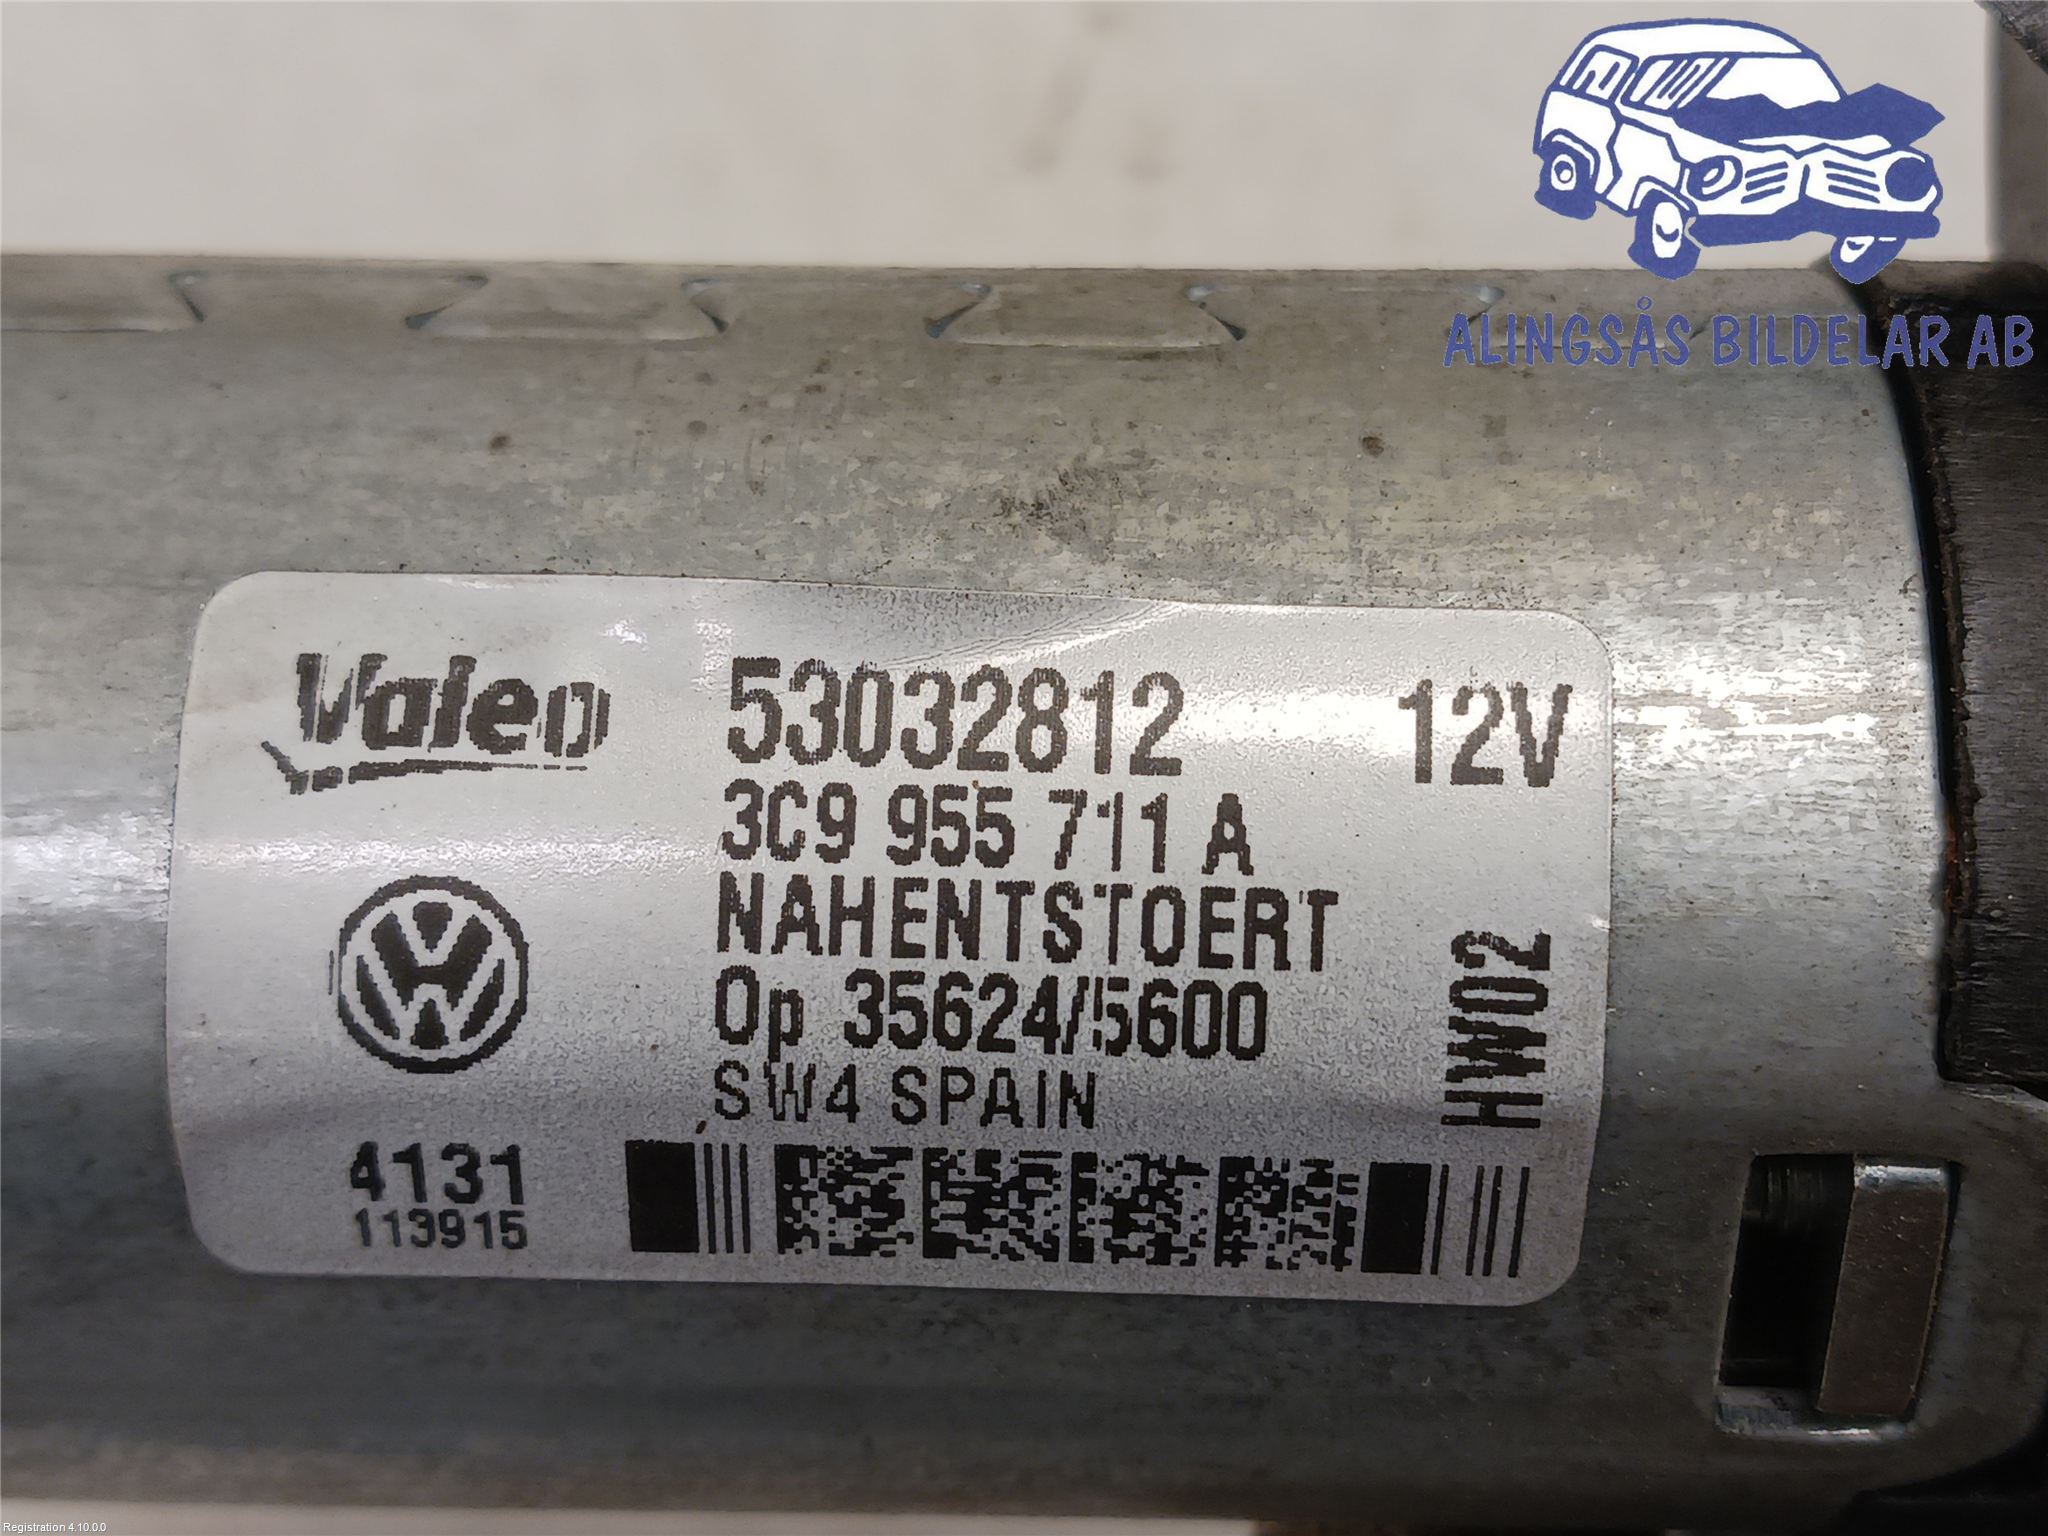 ALINGSÅS BILDELAR AB
Valeo
53032812
12V
3C9 955 711 A
NAHENTSTOERT
Op 35624/5600
SW4 SPAIN
HW02
4131
113915
Registration 4.10.0.0